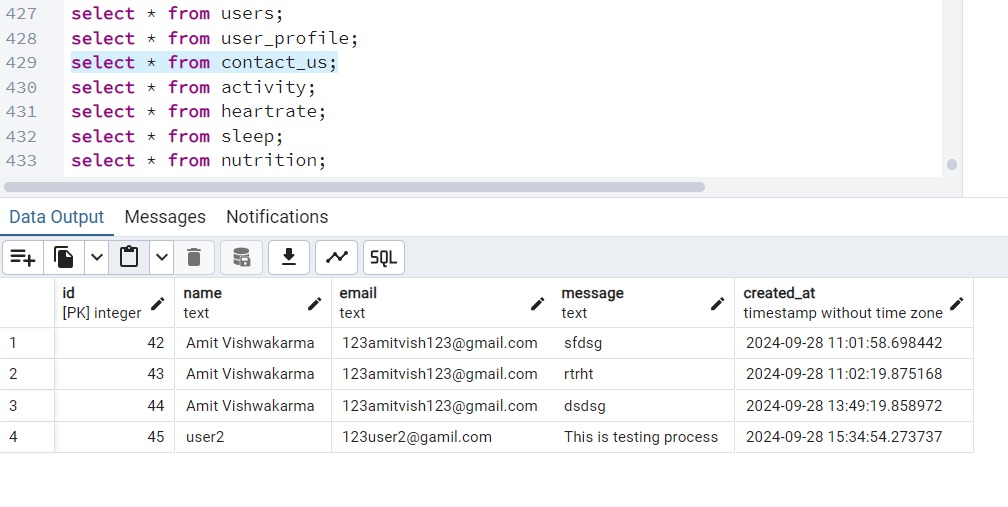 427 select * from users;
428 select * from user_profile;
429 select * from contact_us;
430 select * from activity;
431 select * from heartrate;
432 select * from sleep;
433 select * from nutrition;
Data Output Messages Notifications
SQL
id name email message created_at
[PK] integer text text text timestamp without time zone
1 42 Amit Vishwakarma 123amitvish123@gmail.com sfdsg 2024-09-28 11:01:58.698442
2 43 Amit Vishwakarma 123amitvish123@gmail.com rtrht 2024-09-28 11:02:19.875168
3 44 Amit Vishwakarma 123amitvish123@gmail.com dsdsg 2024-09-28 13:49:19.858972
4 45 user2 123user2@gamil.com This is testing process 2024-09-28 15:34:54.273737